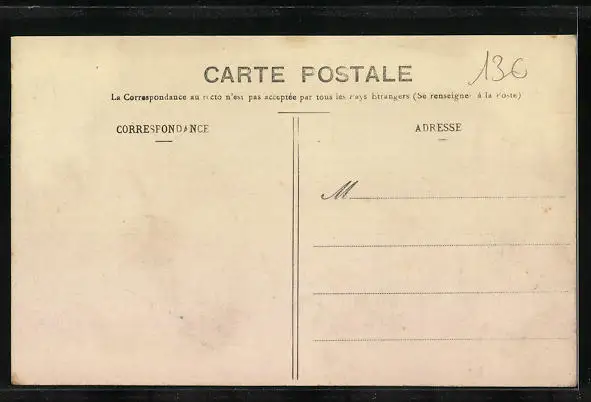 CARTE POSTALE
La Correspondance au recto n'est pas acceptée par tous les Pays Etrangers (Se renseigner à la Poste)
CORRESPONDANCE
ADRESSE
M